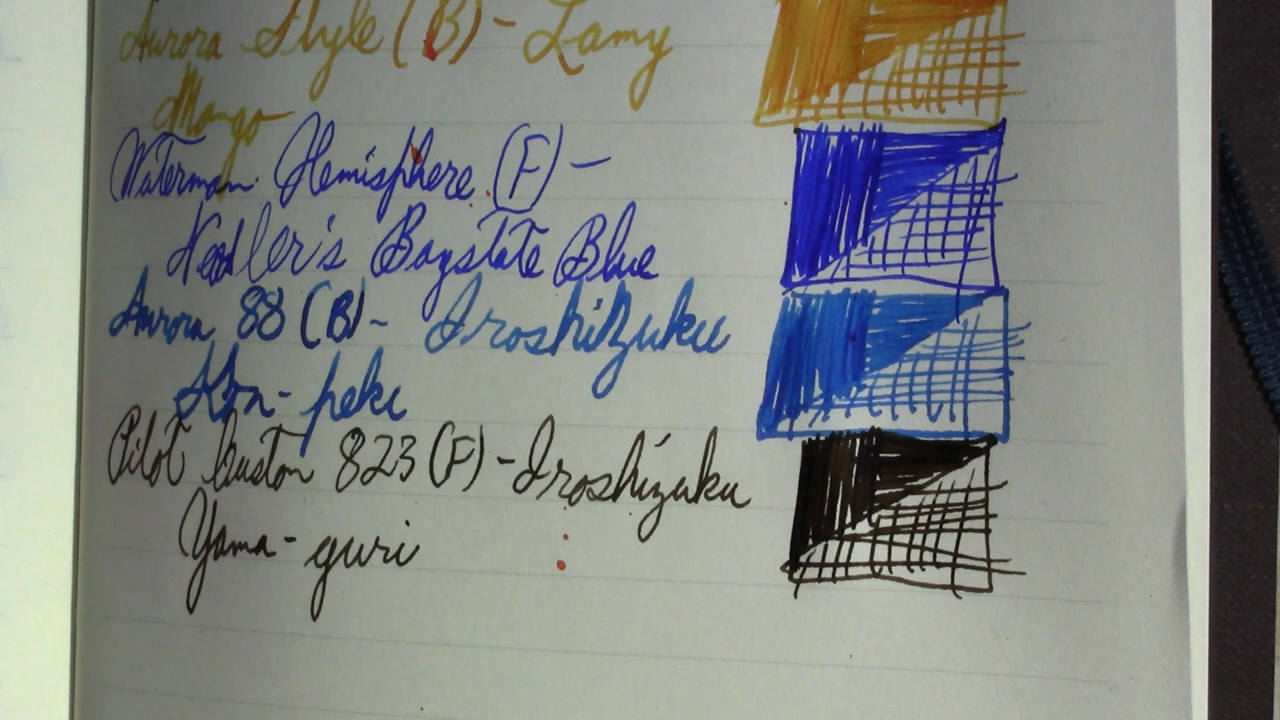 Aurora Style (B) - Lamy
Mango
Waterman Hemisphere (F) -
Noodler's Baystate Blue
Aurora 88 (B) - Iroshizuku
Kon-peki
Pilot Custom 823 (F) - Iroshizuku
Yama-guri